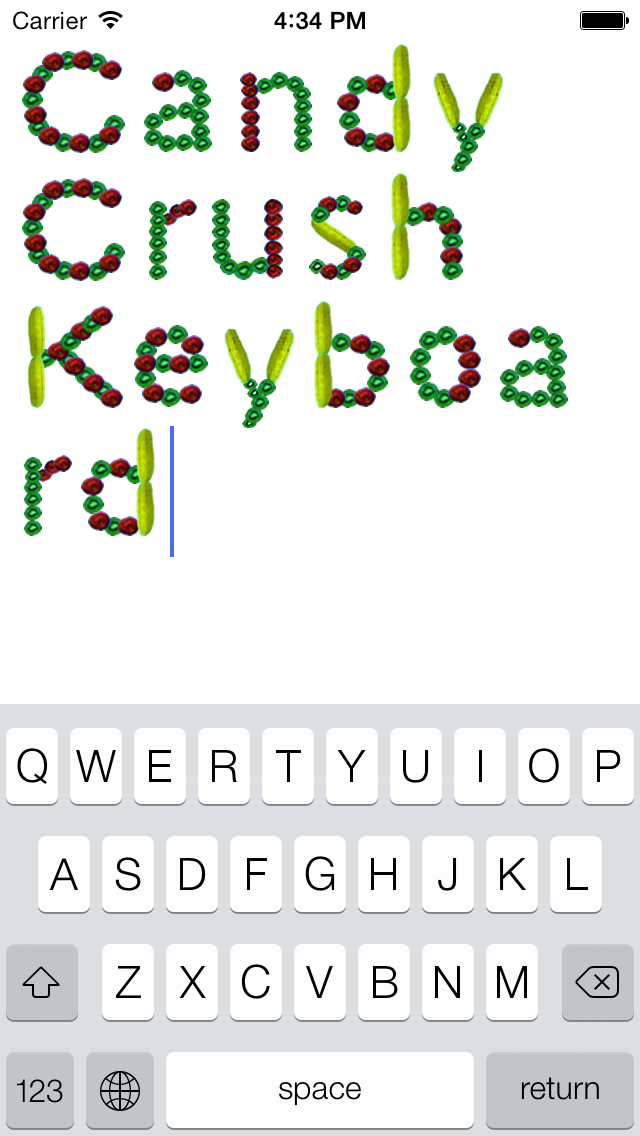 Carrier 4:34 PM
Candy
Crush
Keyboa
rd
Q W E R T Y U I O P
A S D F G H J K L
Z X C V B N M
123 space return